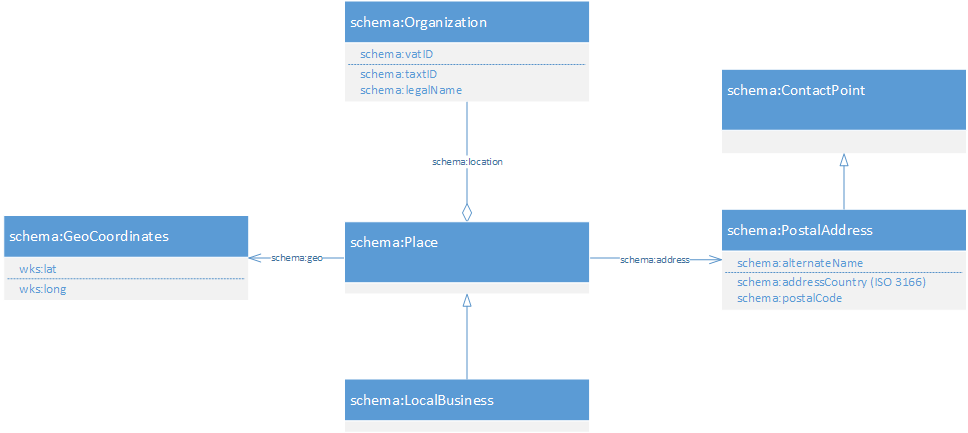 schema:Organization
schema:vatID
schema:taxtID
schema:legalName
schema:ContactPoint
schema:location
schema:GeoCoordinates
wks:lat
wks:long
schema:geo
schema:Place
schema:address
schema:PostalAddress
schema:alternateName
schema:addressCountry (ISO 3166)
schema:postalCode
schema:LocalBusiness